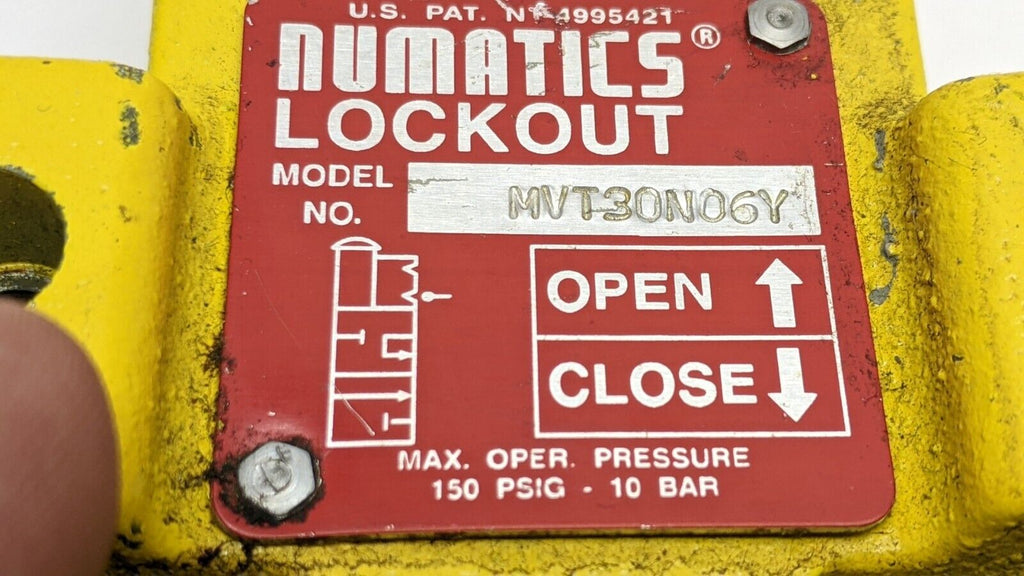 U.S. PAT. Nº 4995421
NUMATICS®
LOCKOUT
MODEL
NO.
MVT30N06Y
OPEN ↑
CLOSE ↓
MAX. OPER. PRESSURE
150 PSIG - 10 BAR